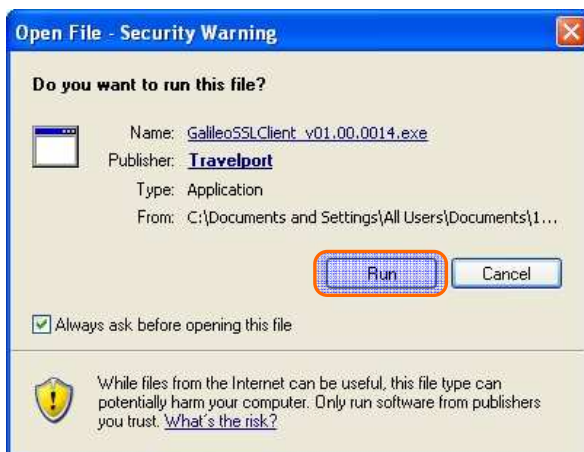 Open File - Security Warning
Do you want to run this file?
Name: GalileoSSLClient_v01.00.0014.exe
Publisher: Travelport
Type: Application
From: C:\Documents and Settings\All Users\Documents\1...
Run Cancel
Always ask before opening this file
While files from the Internet can be useful, this file type can
potentially harm your computer. Only run software from publishers
you trust. What's the risk?